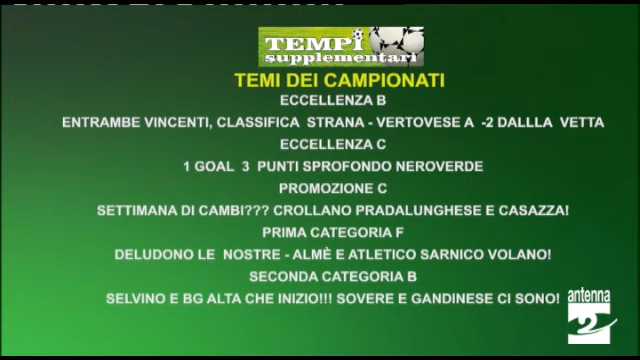 TEMPI
supplementari
TEMI DEI CAMPIONATI
ECCELLENZA B
ENTRAMBE VINCENTI, CLASSIFICA STRANA - VERTOVESE A -2 DALLLA VETTA
ECCELLENZA C
1 GOAL 3 PUNTI SPROFONDO NEROVERDE
PROMOZIONE C
SETTIMANA DI CAMBI??? CROLLANO PRADALUNGHESE E CASAZZA!
PRIMA CATEGORIA F
DELUDONO LE NOSTRE - ALMÈ E ATLETICO SARNICO VOLANO!
SECONDA CATEGORIA B
SELVINO E BG ALTA CHE INIZIO!!! SOVERE E GANDINESE CI SONO!
antenna
2